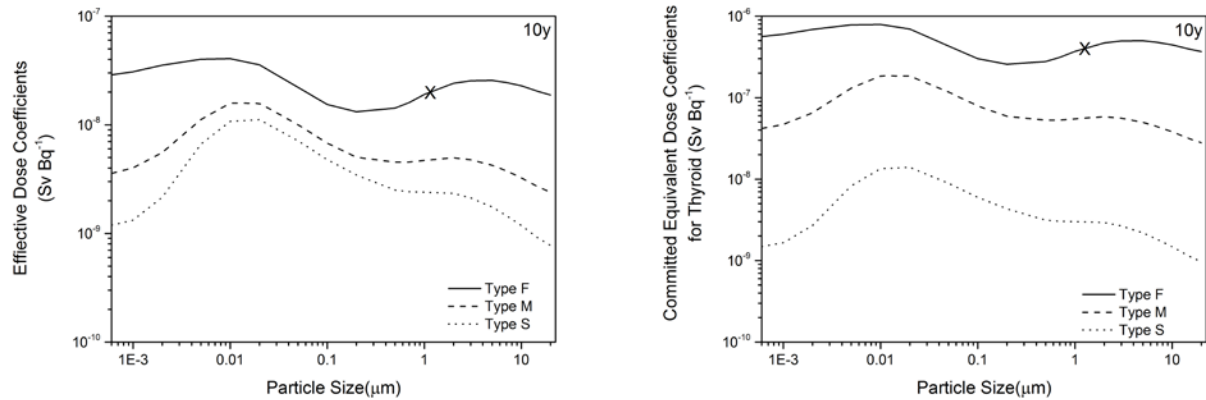 10y
Effiective Dose Coefficients
(Sv Bq⁻¹)
10⁻⁷
10⁻⁸
10⁻⁹
10⁻¹⁰
X
Type F
Type M
Type S
1E-3
0.01
0.1
1
10
Particle Size(μm)
10y
Committed Equivalent Dose Coefficients
for Thyroid (Sv Bq⁻¹)
10⁻⁶
10⁻⁷
10⁻⁸
10⁻⁹
10⁻¹⁰
X
Type F
Type M
Type S
1E-3
0.01
0.1
1
10
Particle Size(μm)